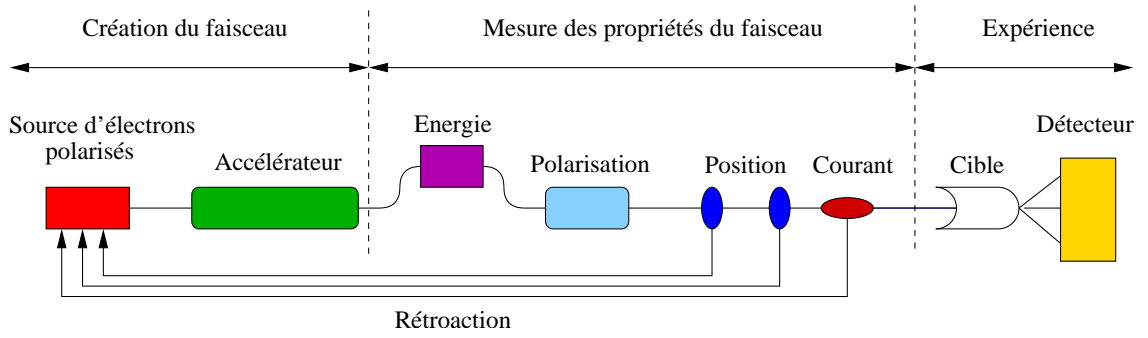 Création du faisceau
Mesure des propriétés du faisceau
Expérience
Source d'électrons
polarisés
Accélérateur
Energie
Polarisation
Position
Courant
Cible
Détecteur
Rétroaction